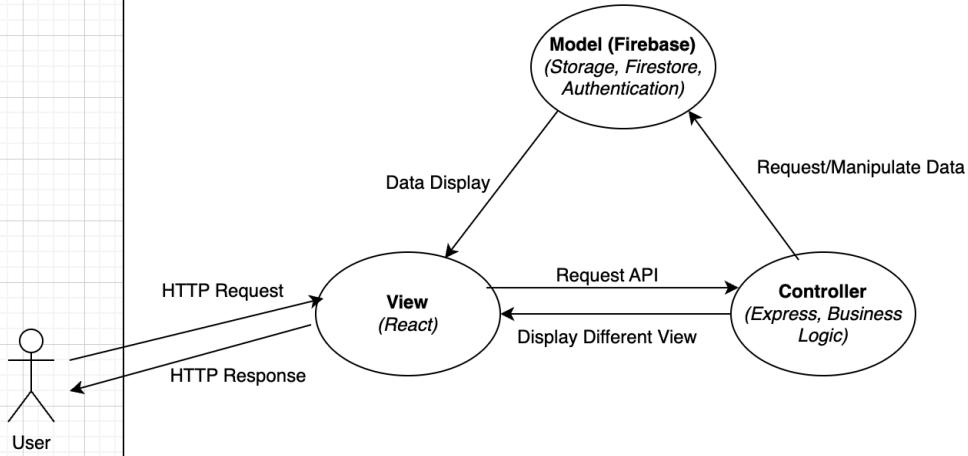 Model (Firebase)
(Storage, Firestore,
Authentication)
Data Display
Request/Manipulate Data
HTTP Request
View
(React)
Request API
Display Different View
Controller
(Express, Business
Logic)
HTTP Response
User